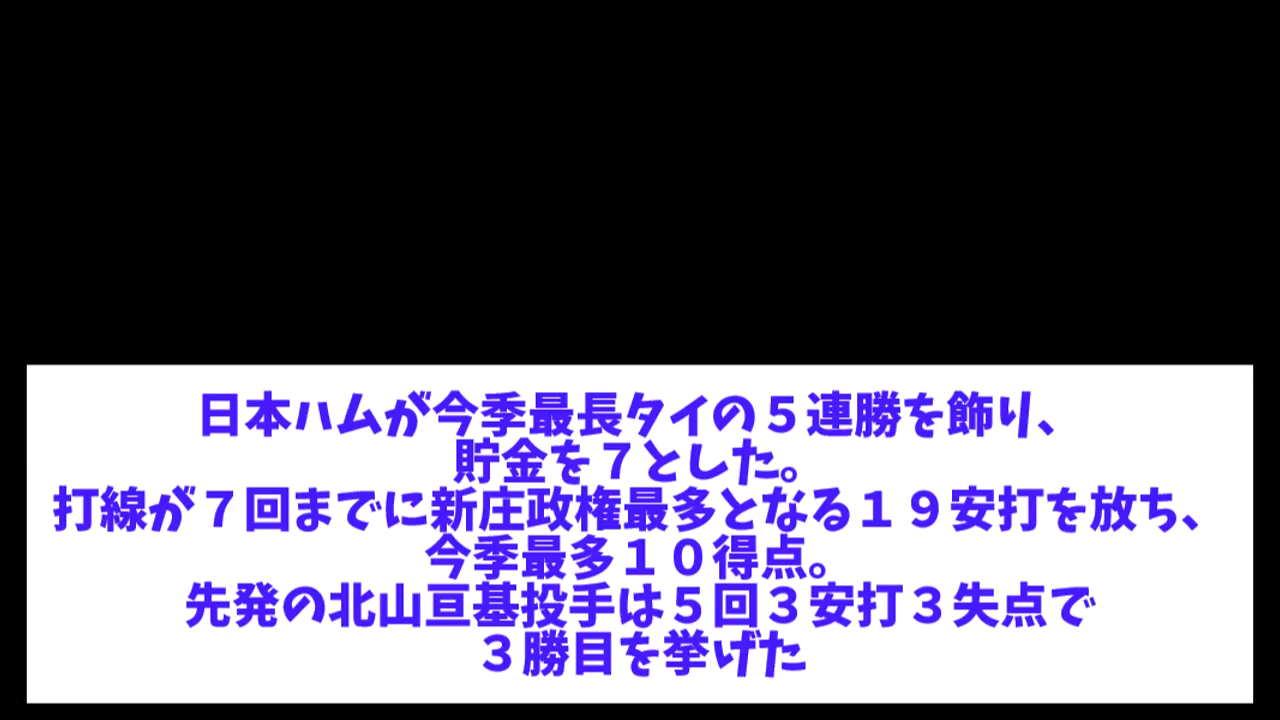 日本ハムが今季最長タイの５連勝を飾り、
貯金を７とした。
打線が７回までに新庄政権最多となる１９安打を放ち、
今季最多１０得点。
先発の北山亘基投手は５回３安打３失点で
３勝目を挙げた